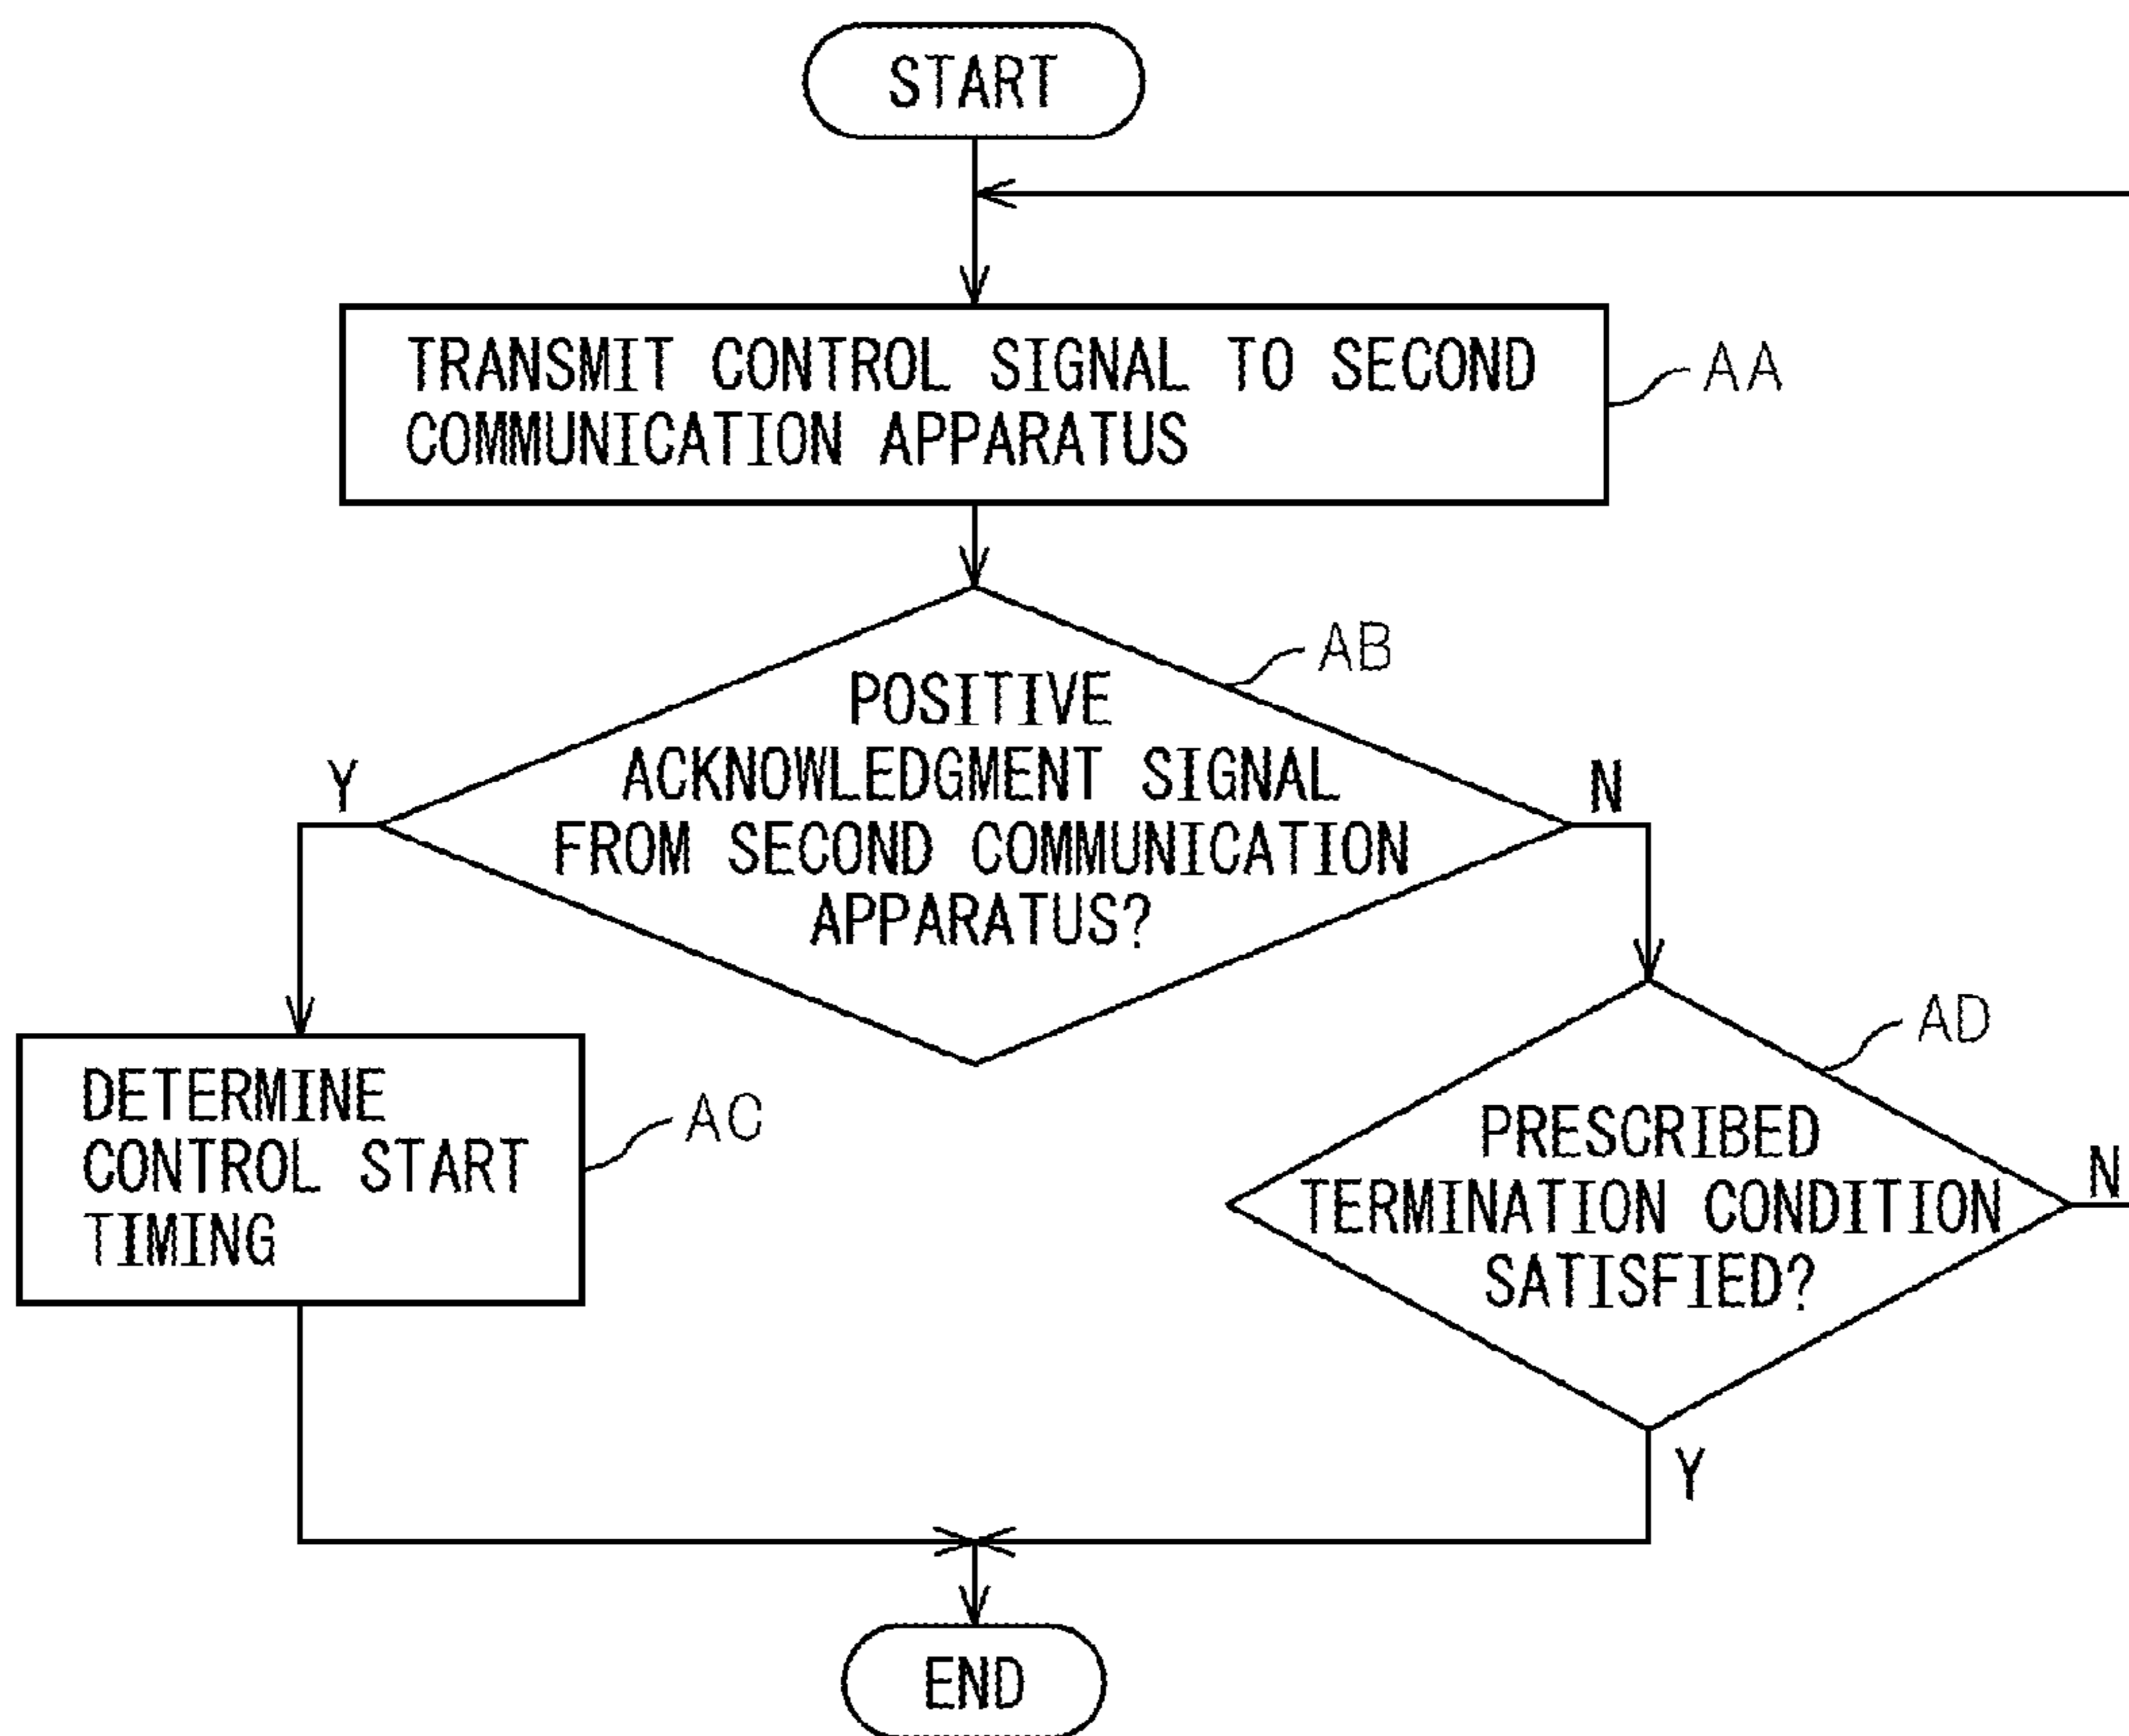 START
TRANSMIT CONTROL SIGNAL TO SECOND
COMMUNICATION APPARATUS
AA
AB
POSITIVE
ACKNOWLEDGMENT SIGNAL
FROM SECOND COMMUNICATION
APPARATUS?
Y
N
DETERMINE
CONTROL START
TIMING
AC
AD
PRESCRIBED
TERMINATION CONDITION
SATISFIED?
N
Y
END